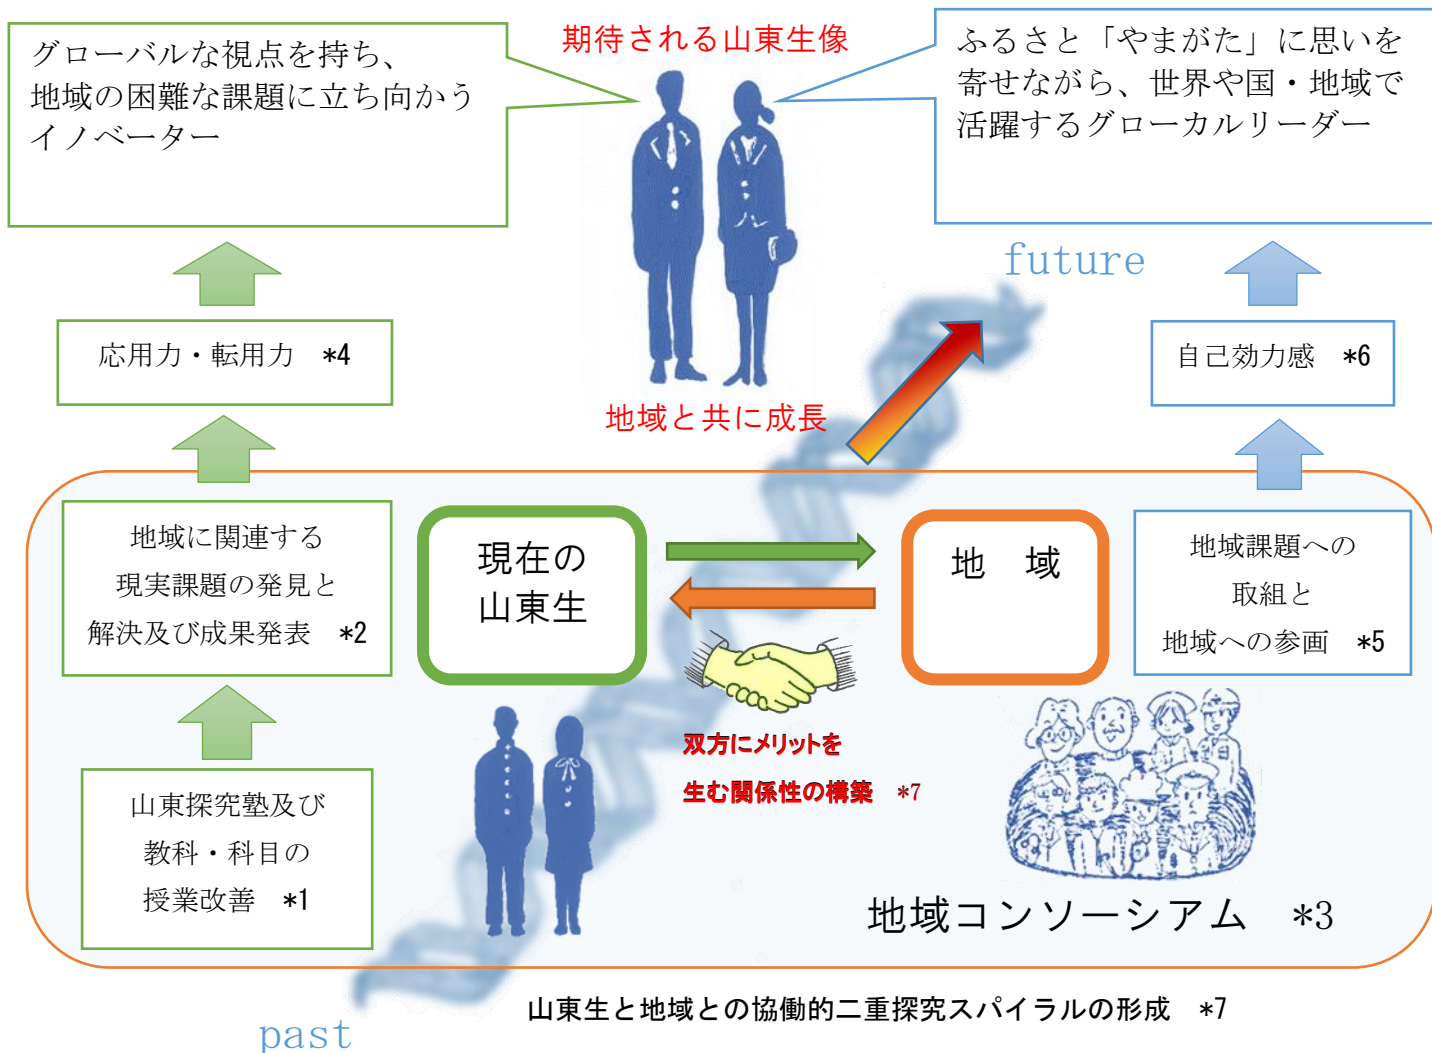 グローバルな視点を持ち、
地域の困難な課題に立ち向かう
イノベーター
期待される山東生像
ふるさと「やまがた」に思いを
寄せながら、世界や国・地域で
活躍するグローカルリーダー
future
応用力・転用力　*4
自己効力感　*6
地域と共に成長
地域に関連する
現実課題の発見と
解決及び成果発表　*2
現在の
山東生
地　域
地域課題への
取組と
地域への参画　*5
双方にメリットを
生む関係性の構築　*7
山東探究塾及び
教科・科目の
授業改善　*1
地域コンソーシアム　*3
山東生と地域との協働的二重探究スパイラルの形成　*7
past